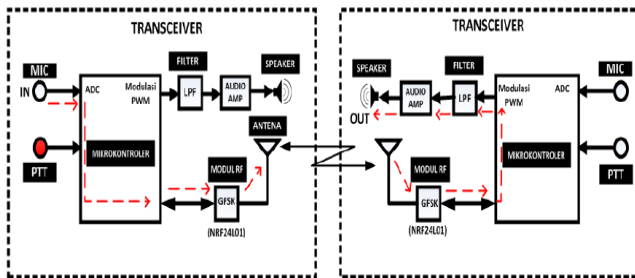 TRANSCEIVER
FILTER
SPEAKER
MIC
IN
ADC
Modulasi
PWM
LPF
AUDIO
AMP
ANTENA
MIKROKONTROLER
PTT
MODUL RF
GFSK
(NRF24L01)
TRANSCEIVER
SPEAKER
FILTER
MIC
OUT
AUDIO
AMP
LPF
Modulasi
PWM
ADC
MIKROKONTROLER
PTT
MODUL RF
GFSK
(NRF24L01)